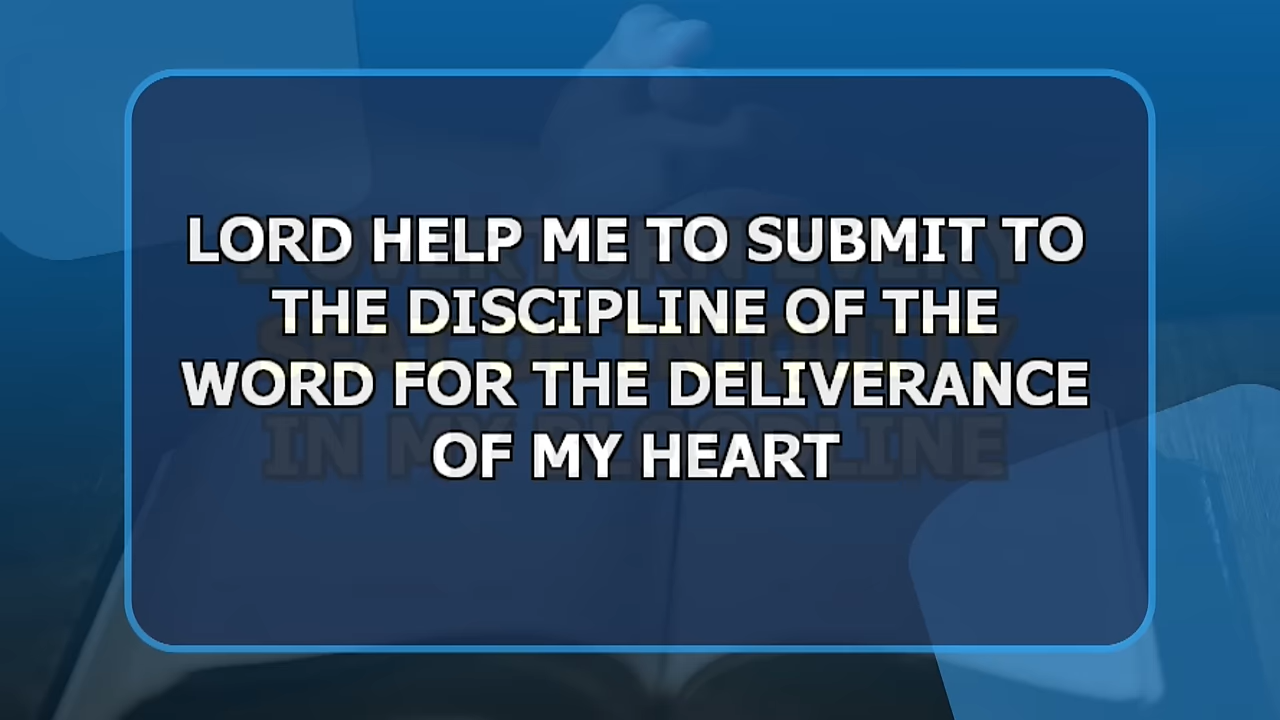 LORD HELP ME TO SUBMIT TO
THE DISCIPLINE OF THE
WORD FOR THE DELIVERANCE
OF MY HEART